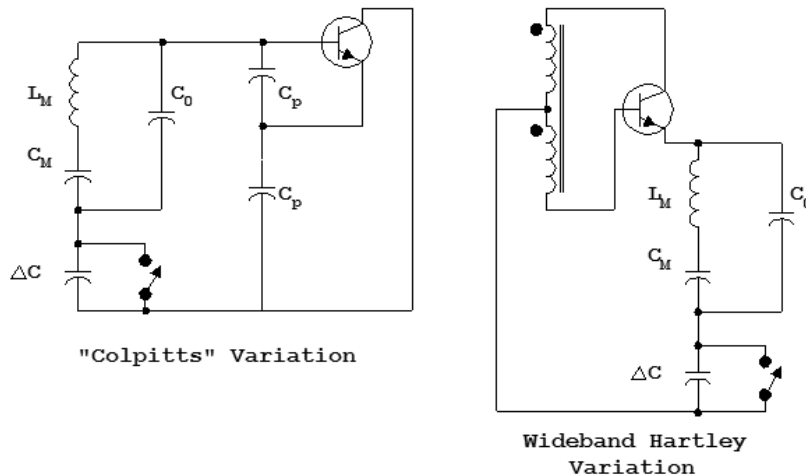 L_M
C_0
C_p
C_M
C_p
△C
"Colpitts" Variation
L_M
C_0
C_M
△C
Wideband Hartley
Variation